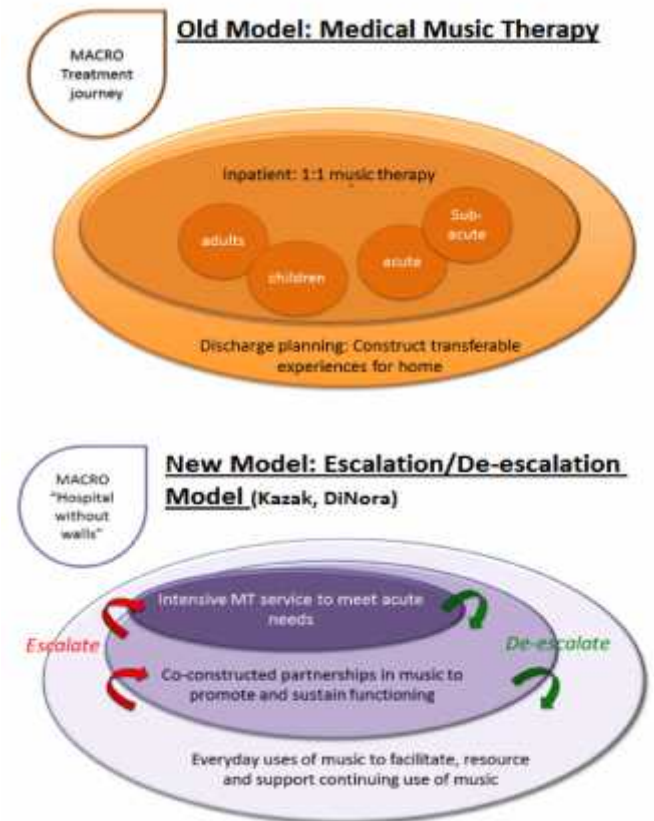 Old Model: Medical Music Therapy
MACRO
Treatment
journey
Inpatient: 1:1 music therapy
adults
children
acute
Sub-
acute
Discharge planning: Construct transferable
experiences for home
New Model: Escalation/De-escalation
Model (Kazak, DiNora)
MACRO
"Hospital
without
walls"
Intensive MT service to meet acute
needs
Escalate
De-escalate
Co-constructed partnerships in music to
promote and sustain functioning
Everyday uses of music to facilitate, resource
and support continuing use of music